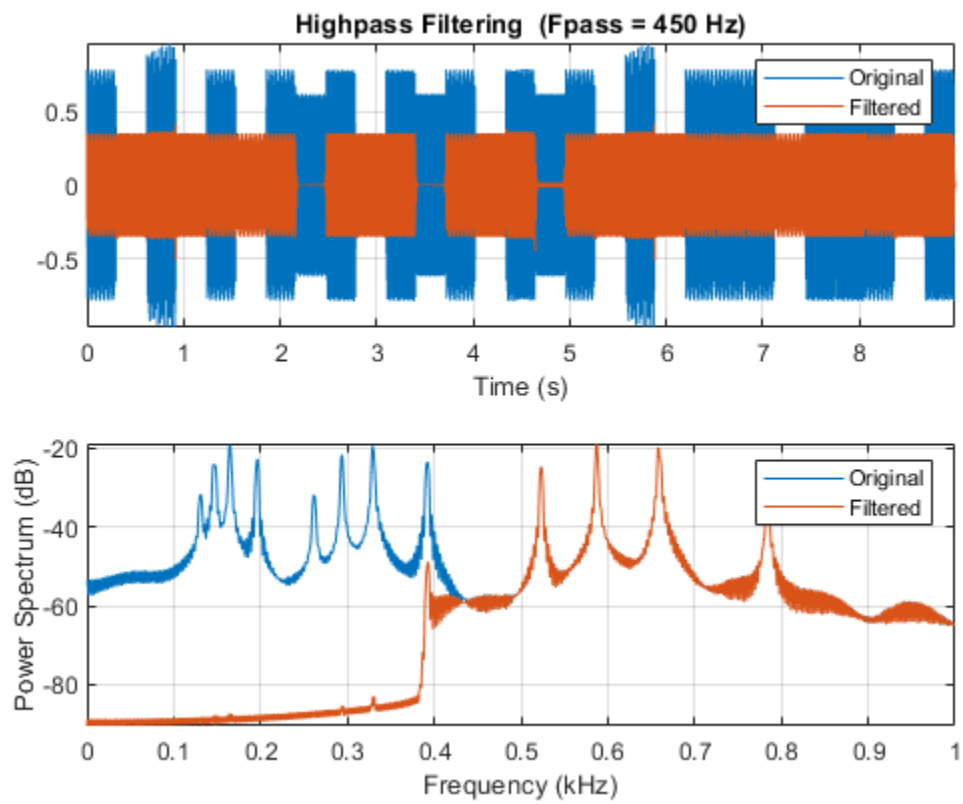 Highpass Filtering (Fpass = 450 Hz)
Original
Filtered
0.5
0
-0.5
0 1 2 3 4 5 6 7 8
Time (s)
Power Spectrum (dB)
-20
Original
Filtered
-40
-60
-80
0 0.1 0.2 0.3 0.4 0.5 0.6 0.7 0.8 0.9 1
Frequency (kHz)